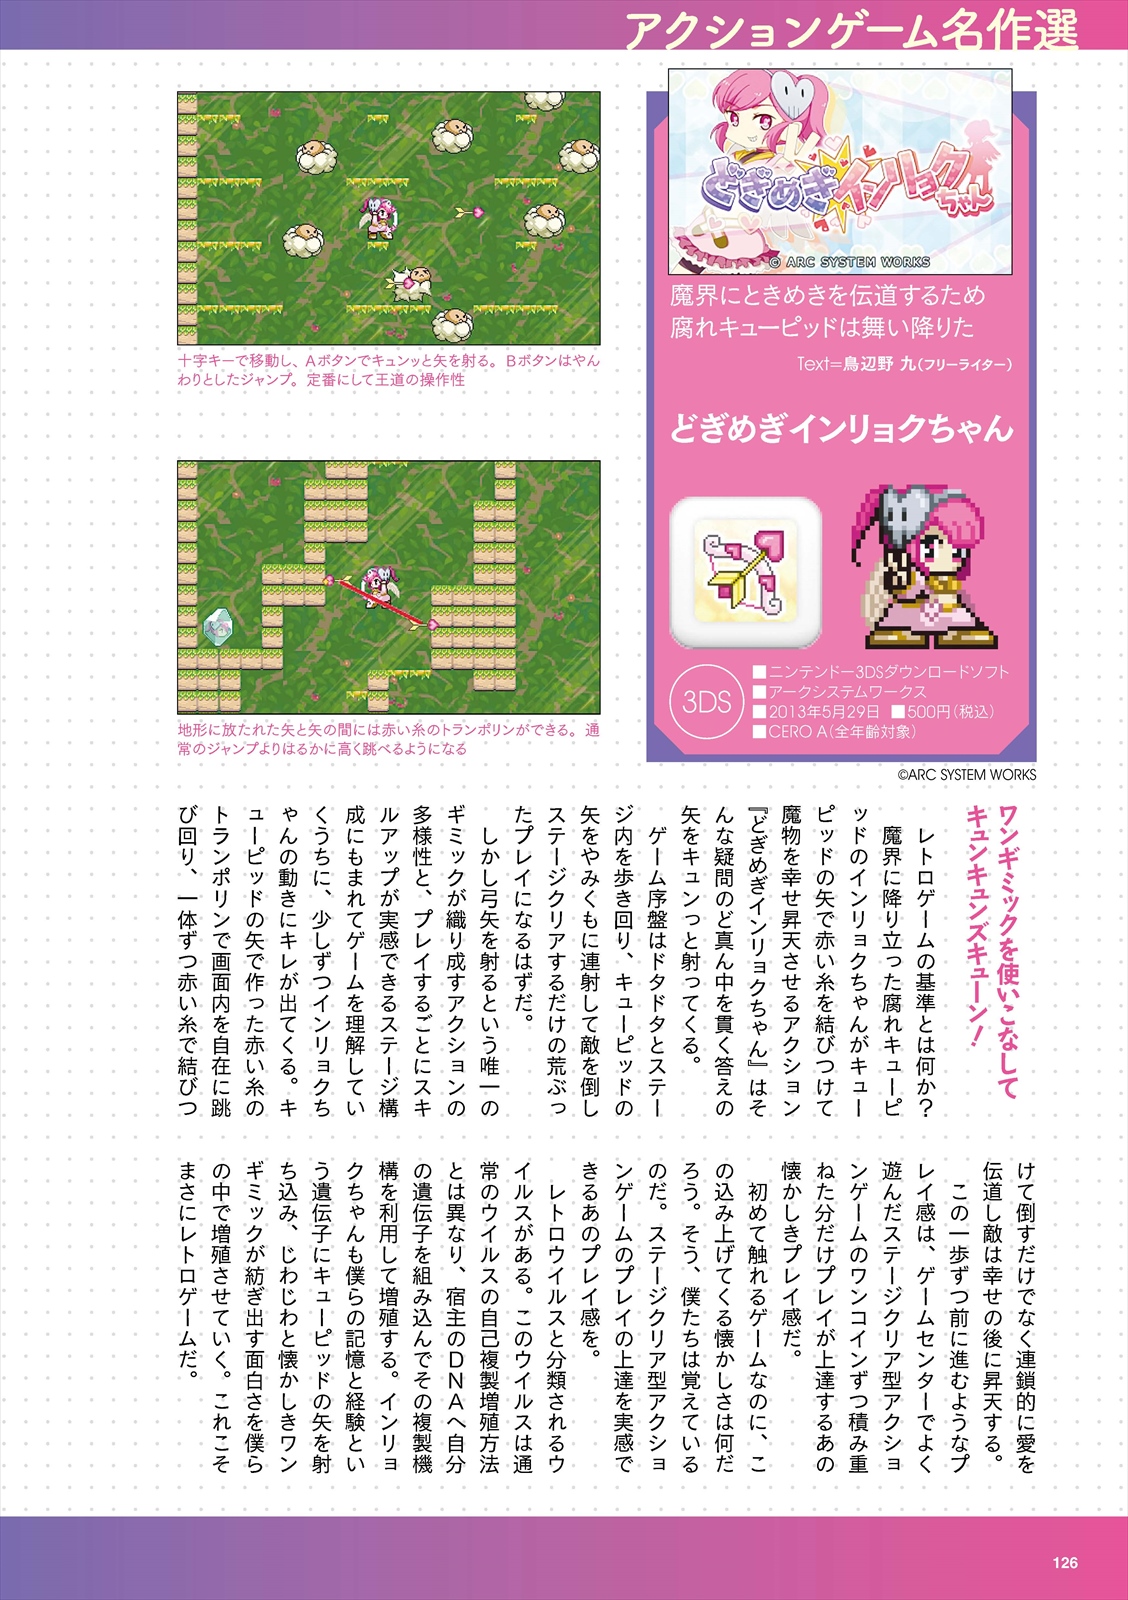 アクションゲーム名作選
どぎめぎインリョクちゃん
© ARC SYSTEM WORKS
魔界にときめきを伝道するため
腐れキューピッドは舞い降りた
Text=鳥辺野 九(フリーライター)
どぎめぎインリョクちゃん
3DS
■ニンテンドー3DSダウンロードソフト
■アークシステムワークス
■2013年5月29日 ■500円(税込)
■CERO A(全年齢対象)
©ARC SYSTEM WORKS
十字キーで移動し、Aボタンでキュンッと矢を射る。Bボタンはやん
わりとしたジャンプ。定番にして王道の操作性
地形に放たれた矢と矢の間には赤い糸のトランポリンができる。通
常のジャンプよりはるかに高く跳べるようになる
ワンギミックを使いこなして
キュンキュンズキューン!
レトロゲームの基準とは何か?
魔界に降り立った腐れキューピ
ッドのインリョクちゃんがキュー
ピッドの矢で赤い糸を結びつけて
魔物を幸せ昇天させるアクション
『どぎめぎインリョクちゃん』はそ
んな疑問のど真ん中を貫く答えの
矢をキュンっと射ってくる。
ゲーム序盤はドタドタとステー
ジ内を歩き回り、キューピッドの
矢をやみくもに連射して敵を倒し
ステージクリアするだけの荒ぶっ
たプレイになるはずだ。
しかし弓矢を射るという唯一の
ギミックが織り成すアクションの
多様性と、プレイするごとにスキ
ルアップが実感できるステージ構
成にもまれてゲームを理解してい
くうちに、少しずつインリョクち
ゃんの動きにキレが出てくる。キ
ューピッドの矢で作った赤い糸の
トランポリンで画面内を自在に跳
び回り、一体ずつ赤い糸で結びつ
けて倒すだけでなく連鎖的に愛を
伝道し敵は幸せの後に昇天する。
この一歩ずつ前に進むようなプ
レイ感は、ゲームセンターでよく
遊んだステージクリア型アクショ
ンゲームのワンコインずつ積み重
ねた分だけプレイが上達するあの
懐かしきプレイ感だ。
初めて触れるゲームなのに、こ
の込み上げてくる懐かしさは何だ
ろう。そう、僕たちは覚えている
のだ。ステージクリア型アクショ
ンゲームのプレイの上達を実感で
きるあのプレイ感を。
レトロウイルスと分類されるウ
イルスがある。このウイルスは通
常のウイルスの自己複製増殖方法
とは異なり、宿主のDNAへ自分
の遺伝子を組み込んでその複製機
構を利用して増殖する。インリョ
クちゃんも僕らの記憶と経験とい
う遺伝子にキューピッドの矢を射
ち込み、じわじわと懐かしきワン
ギミックが紡ぎ出す面白さを僕ら
の中で増殖させていく。これこそ
まさにレトロゲームだ。
126